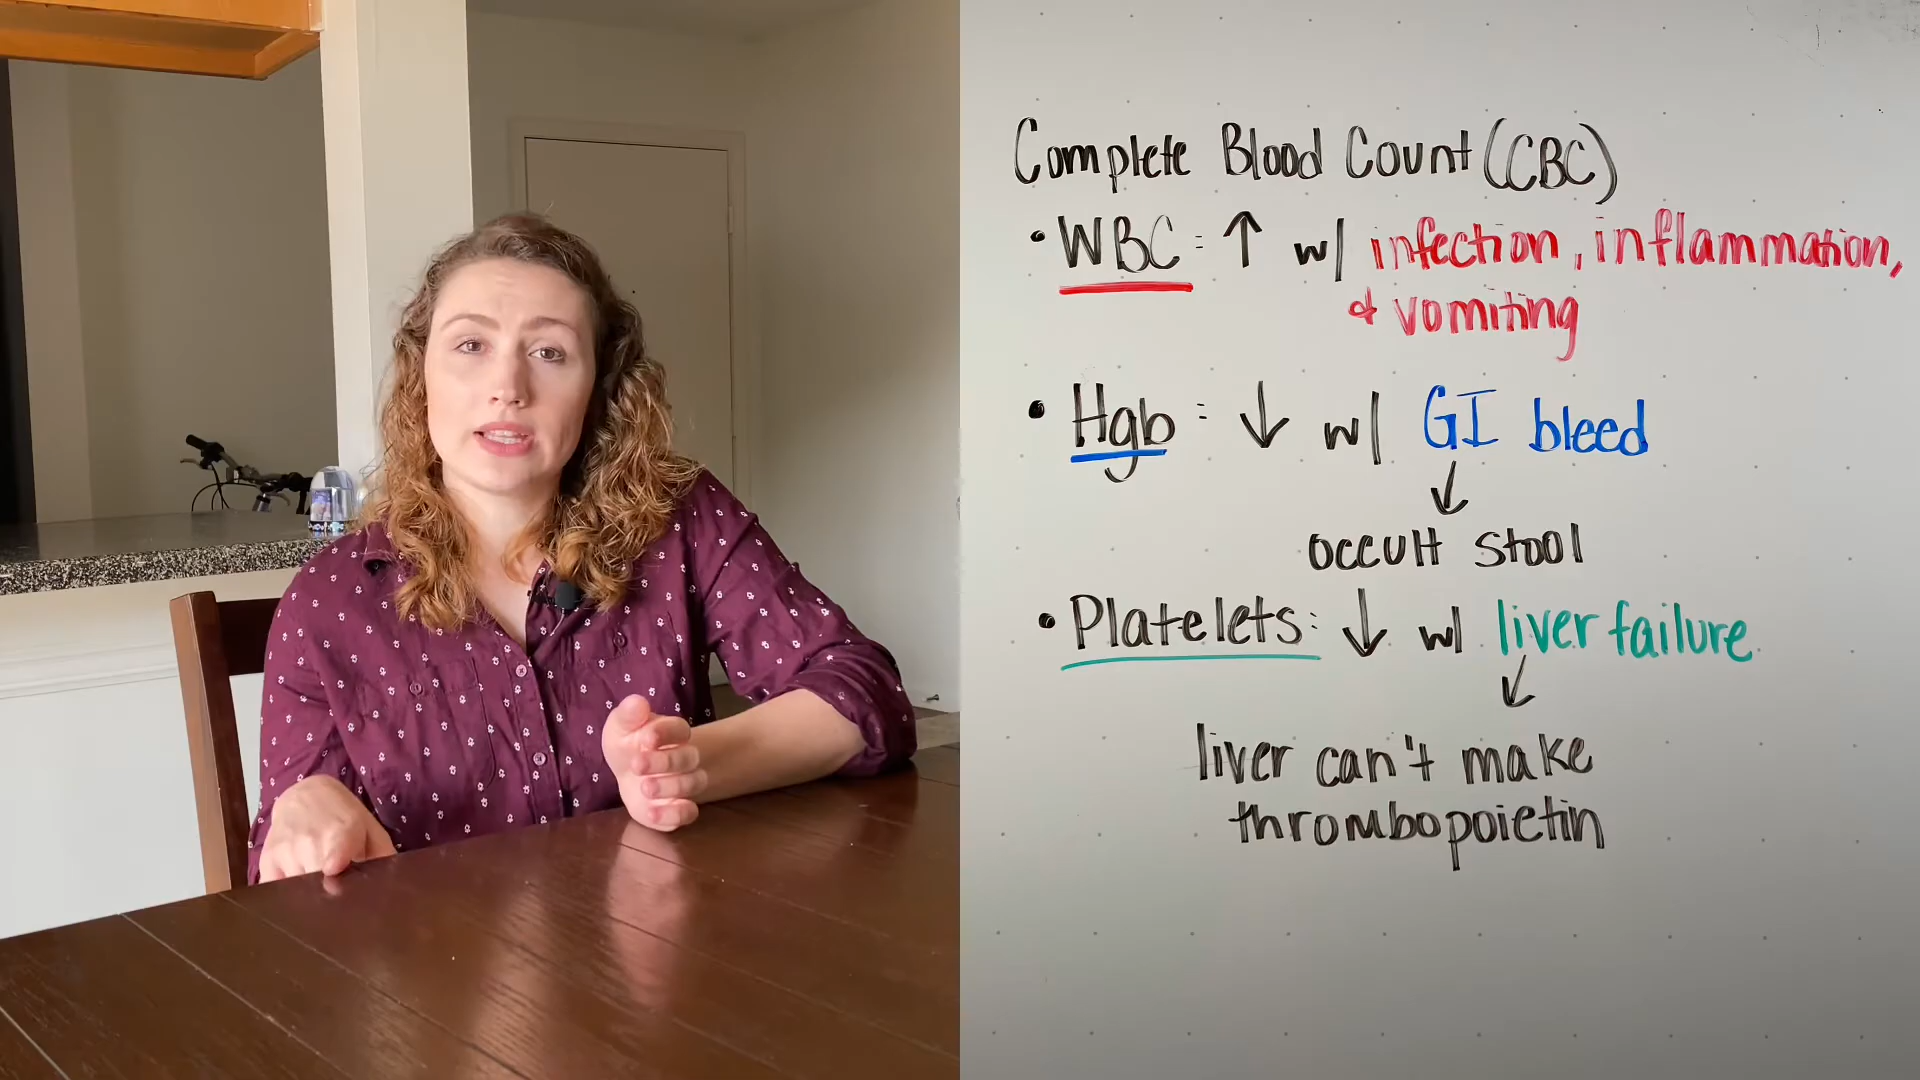 Complete Blood Count (CBC)
• WBC: ↑ w/ infection, inflammation,
& vomiting
• Hgb: ↓ w/ GI bleed
↓
occult stool
• Platelets: ↓ w/ liver failure
↓
liver can't make
thrombopoietin